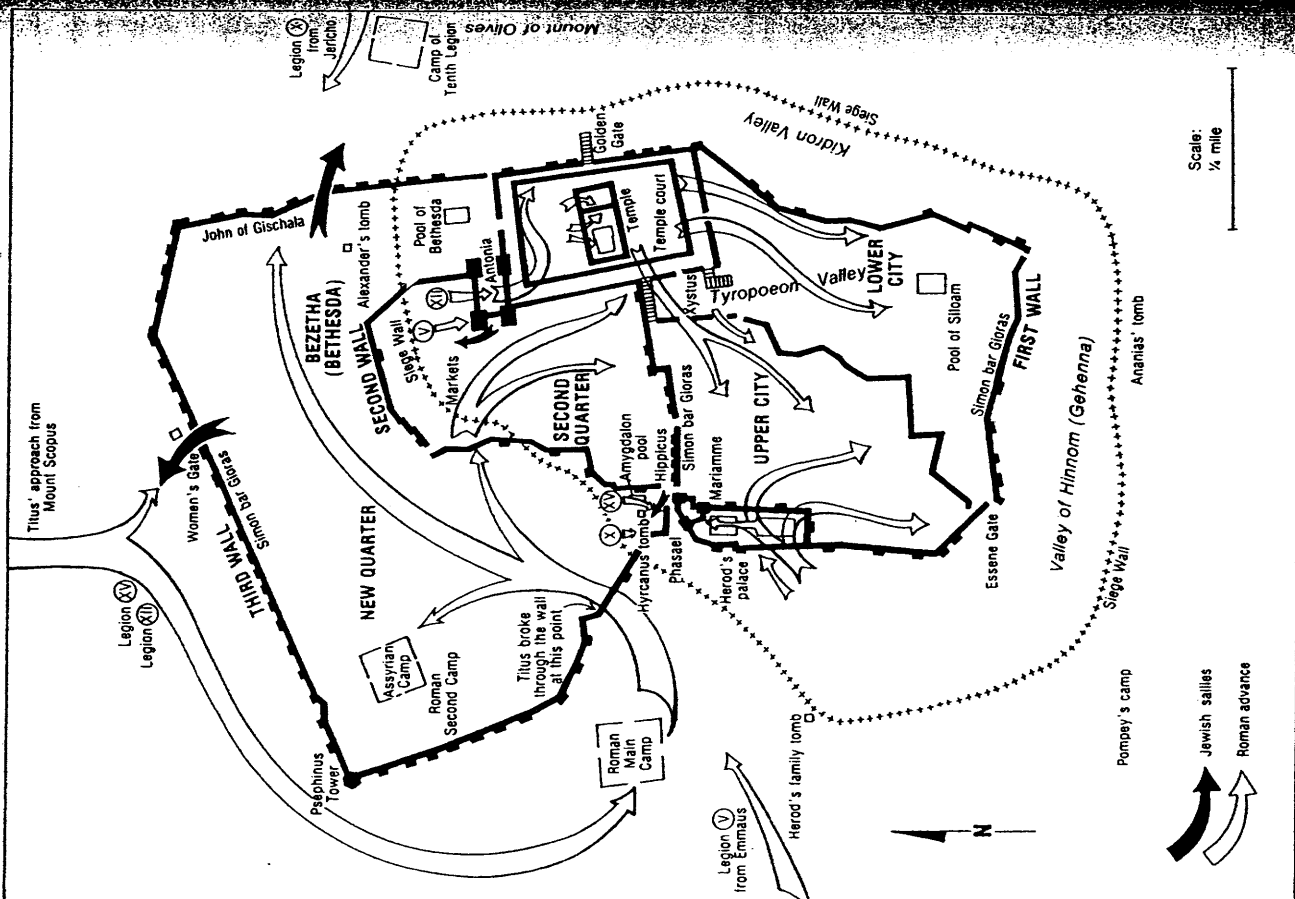 Legion X
from
Jericho
Camp of
Tenth Legion
Mount of Olives
Titus' approach from
Mount Scopus
Legion XV
Legion XII
Women's Gate
THIRD WALL
Simon bar Gioras
John of Gischala
BEZETHA
(BETHESDA)
Alexander's tomb
Pool of
Bethesda
SECOND WALL
Siege Wall
V
XII
Antonia
Markets
Golden
Gate
Temple
Temple court
Siege Wall
Kidron Valley
NEW QUARTER
Assyrian
Camp
Roman
Second Camp
Psephinus
Tower
Titus broke
through the wall
at this point
Roman
Main
Camp
SECOND
QUARTER
Amygdalon
pool
Hippicus
Simon bar Gioras
X
XV
Hyrcanus tomb
Phasael
Mariamme
Herod's
palace
UPPER CITY
Xystus
Tyropoeon Valley
LOWER
CITY
Pool of Siloam
Simon bar Gioras
FIRST WALL
Essene Gate
Valley of Hinnom (Gehenna)
Siege Wall
Ananias' tomb
Herod's family tomb
Legion V
from Emmaus
Pompey's camp
N
Jewish sallies
Roman advance
Scale:
¼ mile